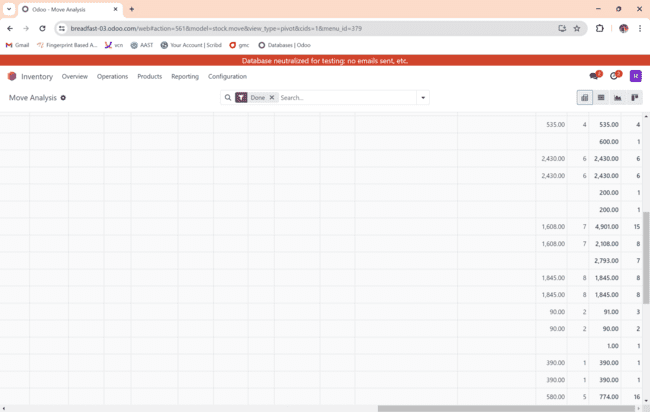 Odoo - Move Analysis
breadfast-03.odoo.com/web#action=561&model=stock.move&view_type=pivot&cids=1&menu_id=379
Gmail Fingerprint Based A... xcn AAST Your Account | Scribd gmc Databases | Odoo
Database neutralized for testing: no emails sent, etc.
Inventory Overview Operations Products Reporting Configuration
Move Analysis Done Search...
535.00 4 535.00 4
600.00 1
2,430.00 6 2,430.00 6
2,430.00 6 2,430.00 6
200.00 1
200.00 1
1,608.00 7 4,901.00 15
1,608.00 7 2,108.00 8
2,793.00 7
1,845.00 8 1,845.00 8
1,845.00 8 1,845.00 8
90.00 2 91.00 3
90.00 2 90.00 2
1.00 1
390.00 1 390.00 1
390.00 1 390.00 1
580.00 5 774.00 16